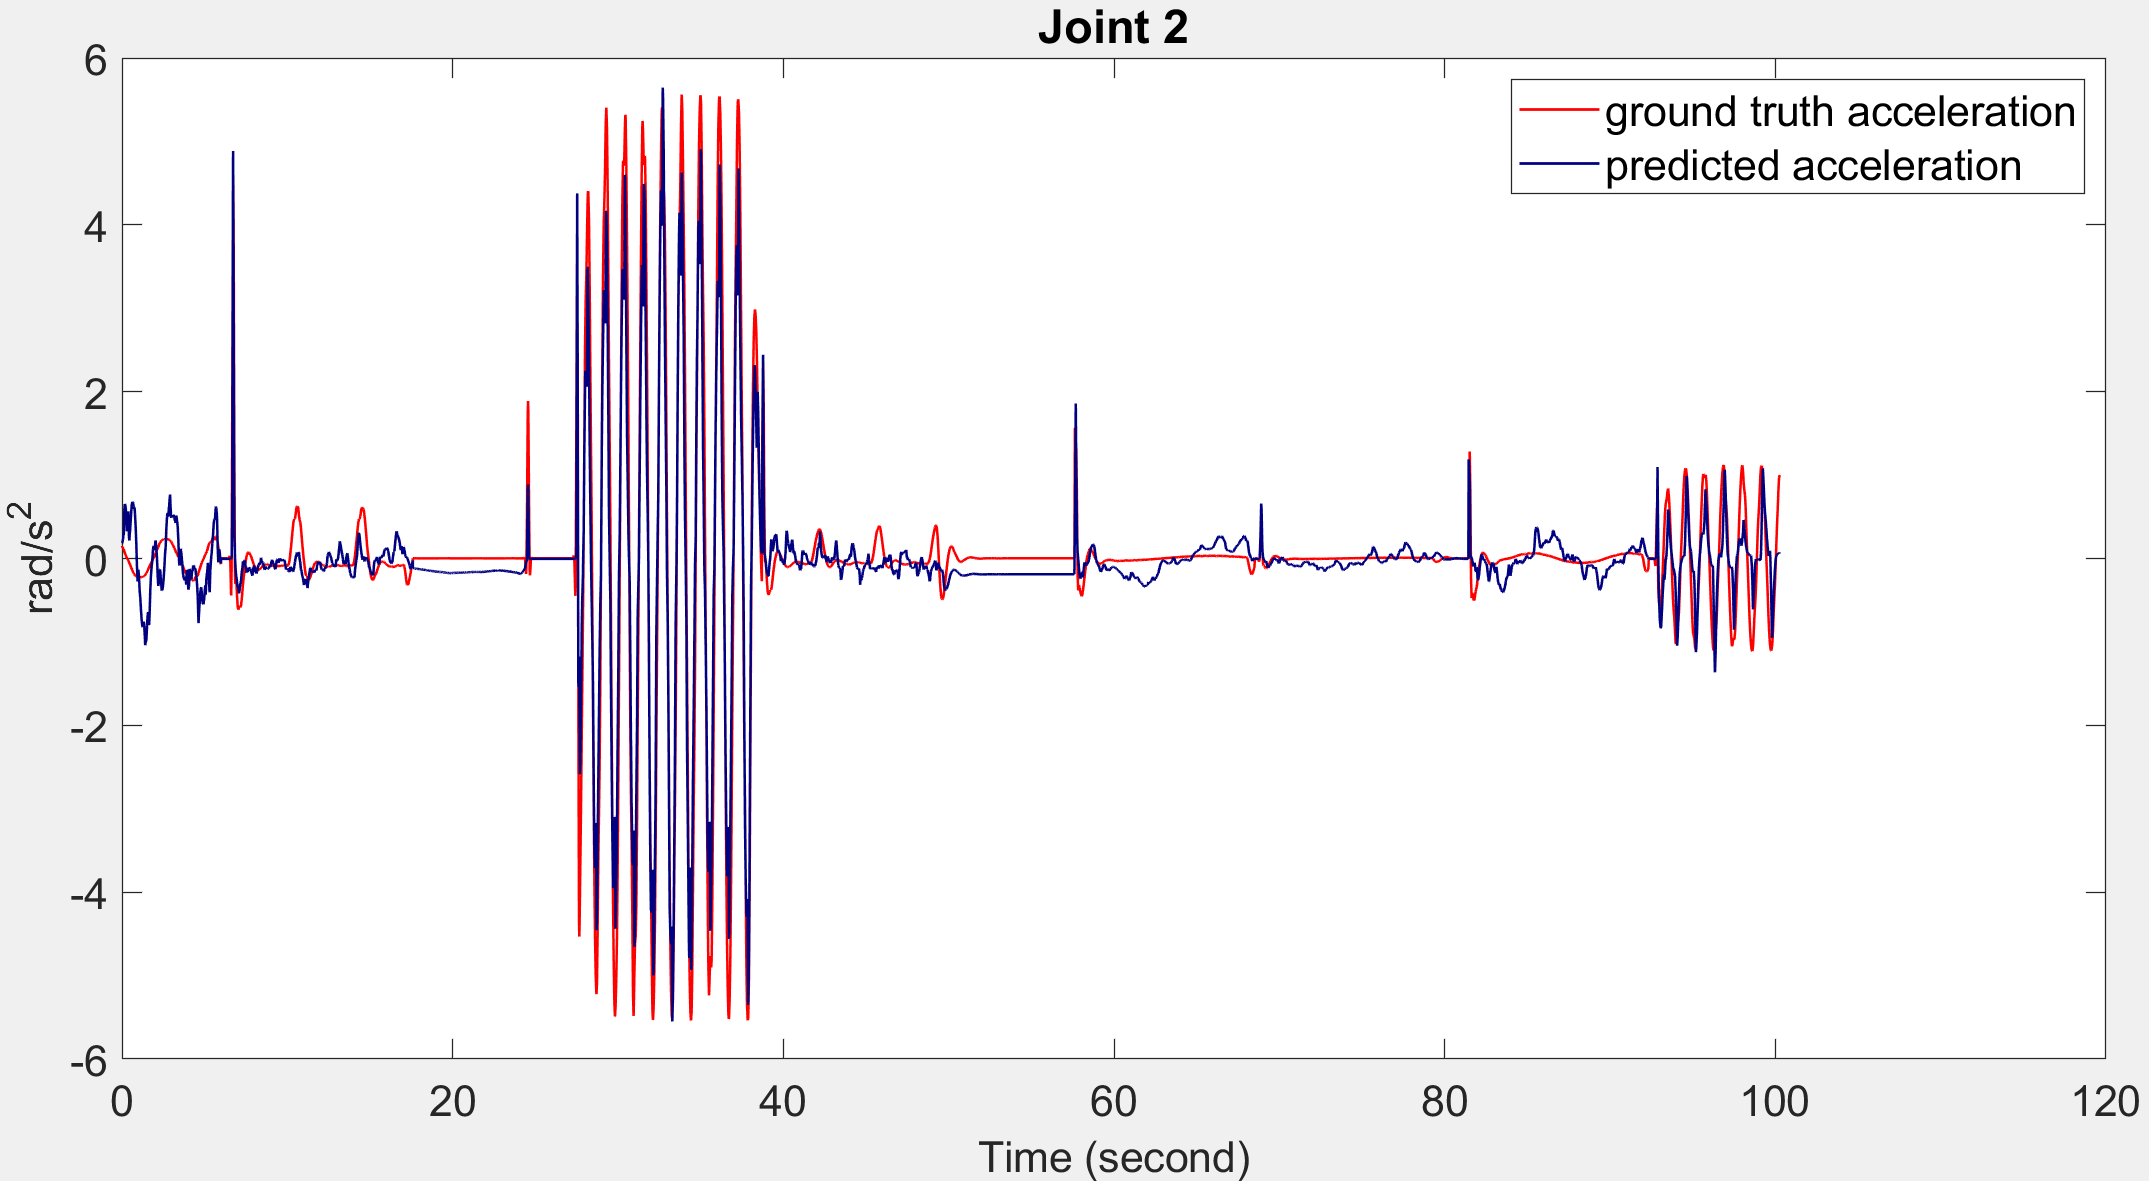 Joint 2
ground truth acceleration
predicted acceleration
rad/s²
6
4
2
0
-2
-4
-6
0 20 40 60 80 100 120
Time (second)